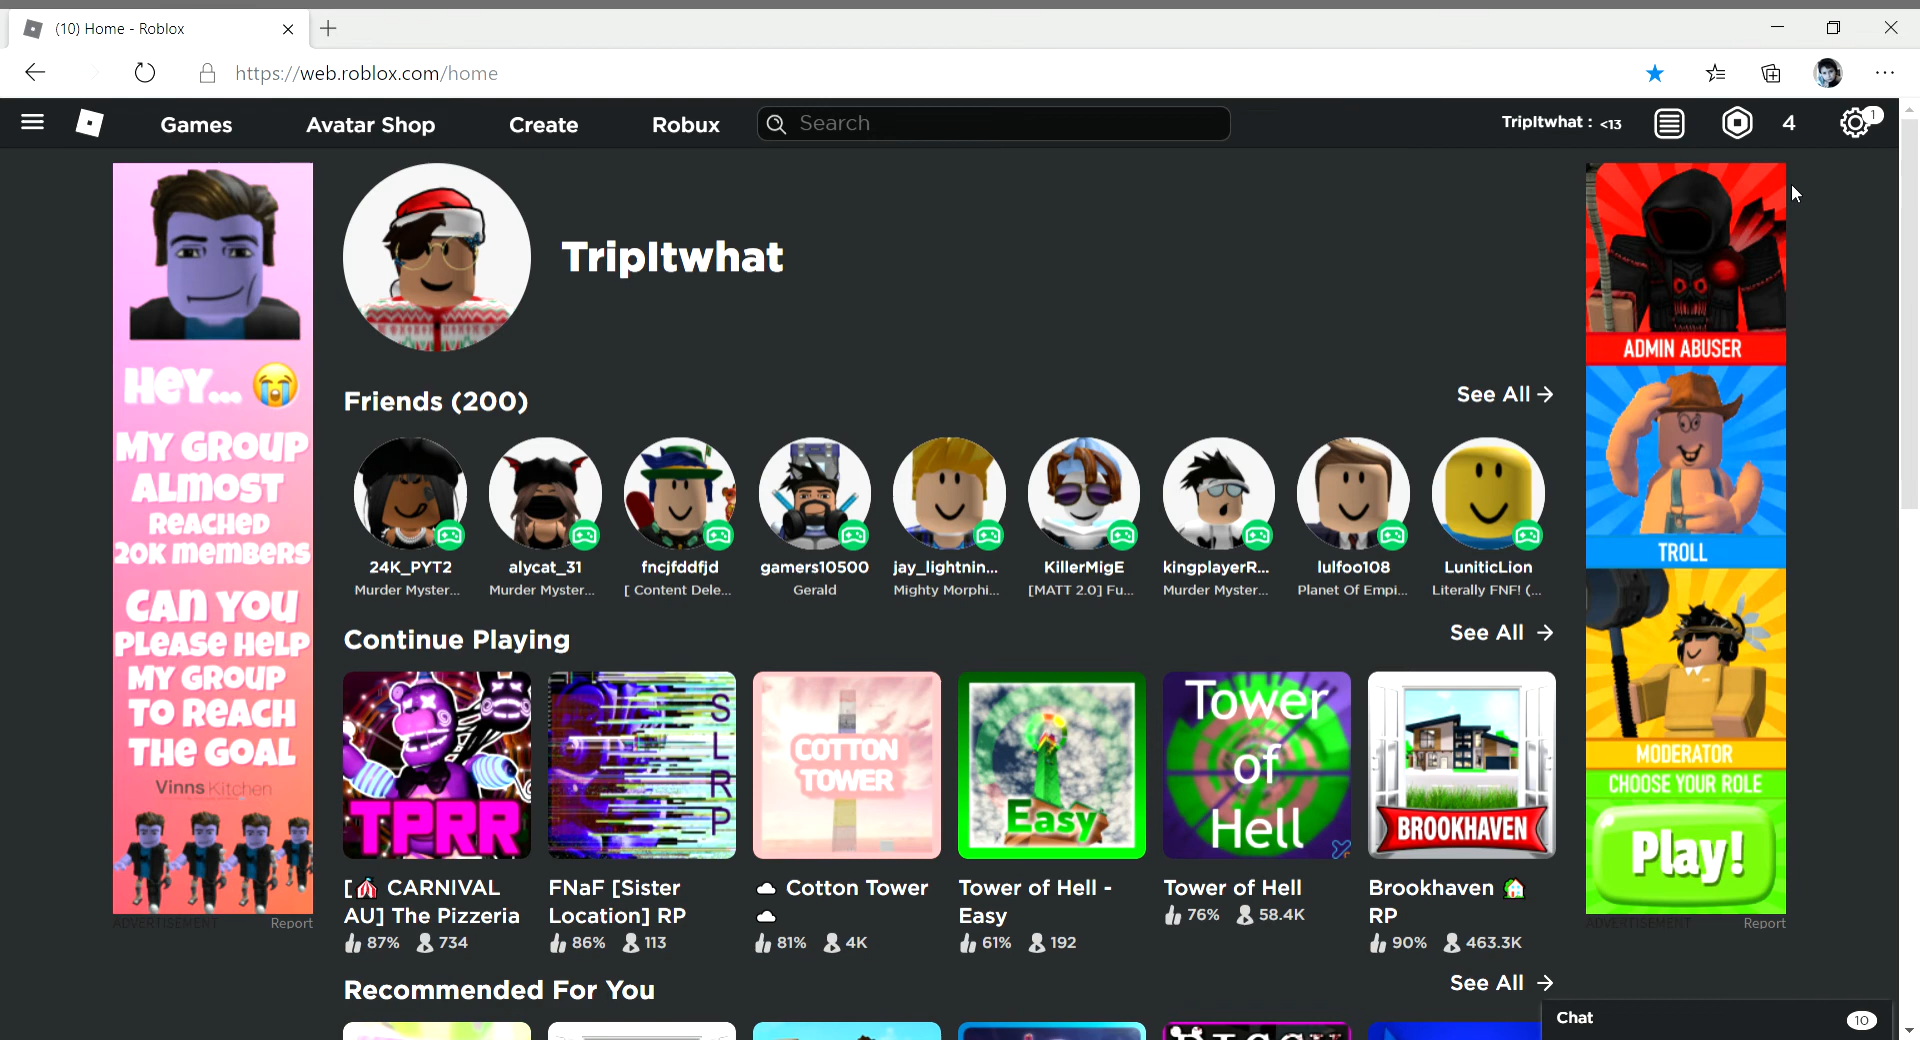 (10) Home - Roblox
https://web.roblox.com/home
Games
Avatar Shop
Create
Robux
Search
TripItwhat : <13
4
1
HEY... 😭
MY GROUP
ALMOST
REACHED
20K MEMBERS
CAN YOU
PLEASE HELP
MY GROUP
TO REACH
THE GOAL
Vinns Kitchen
ADVERTISEMENT
Report
TripItwhat
Friends (200)
See All →
24K_PYT2
Murder Myster...
alycat_31
Murder Myster...
fncjfddfjd
[ Content Dele...
gamers10500
Gerald
jay_lightnin...
Mighty Morphi...
KillerMigE
[MATT 2.0] Fu...
kingplayerR...
Murder Myster...
lulfoo108
Planet Of Empi...
LuniticLion
Literally FNF! (...
Continue Playing
See All →
TPRR
[🎪 CARNIVAL
AU] The Pizzeria
87% 734
SLRP
FNaF [Sister
Location] RP
86% 113
COTTON
TOWER
☁ Cotton Tower
☁
81% 4K
Easy
Tower of Hell -
Easy
61% 192
Tower
of
Hell
Tower of Hell
76% 58.4K
BROOKHAVEN
Brookhaven 🏡
RP
90% 463.3K
Recommended For You
See All →
ADMIN ABUSER
TROLL
MODERATOR
CHOOSE YOUR ROLE
Play!
ADVERTISEMENT
Report
Chat
10